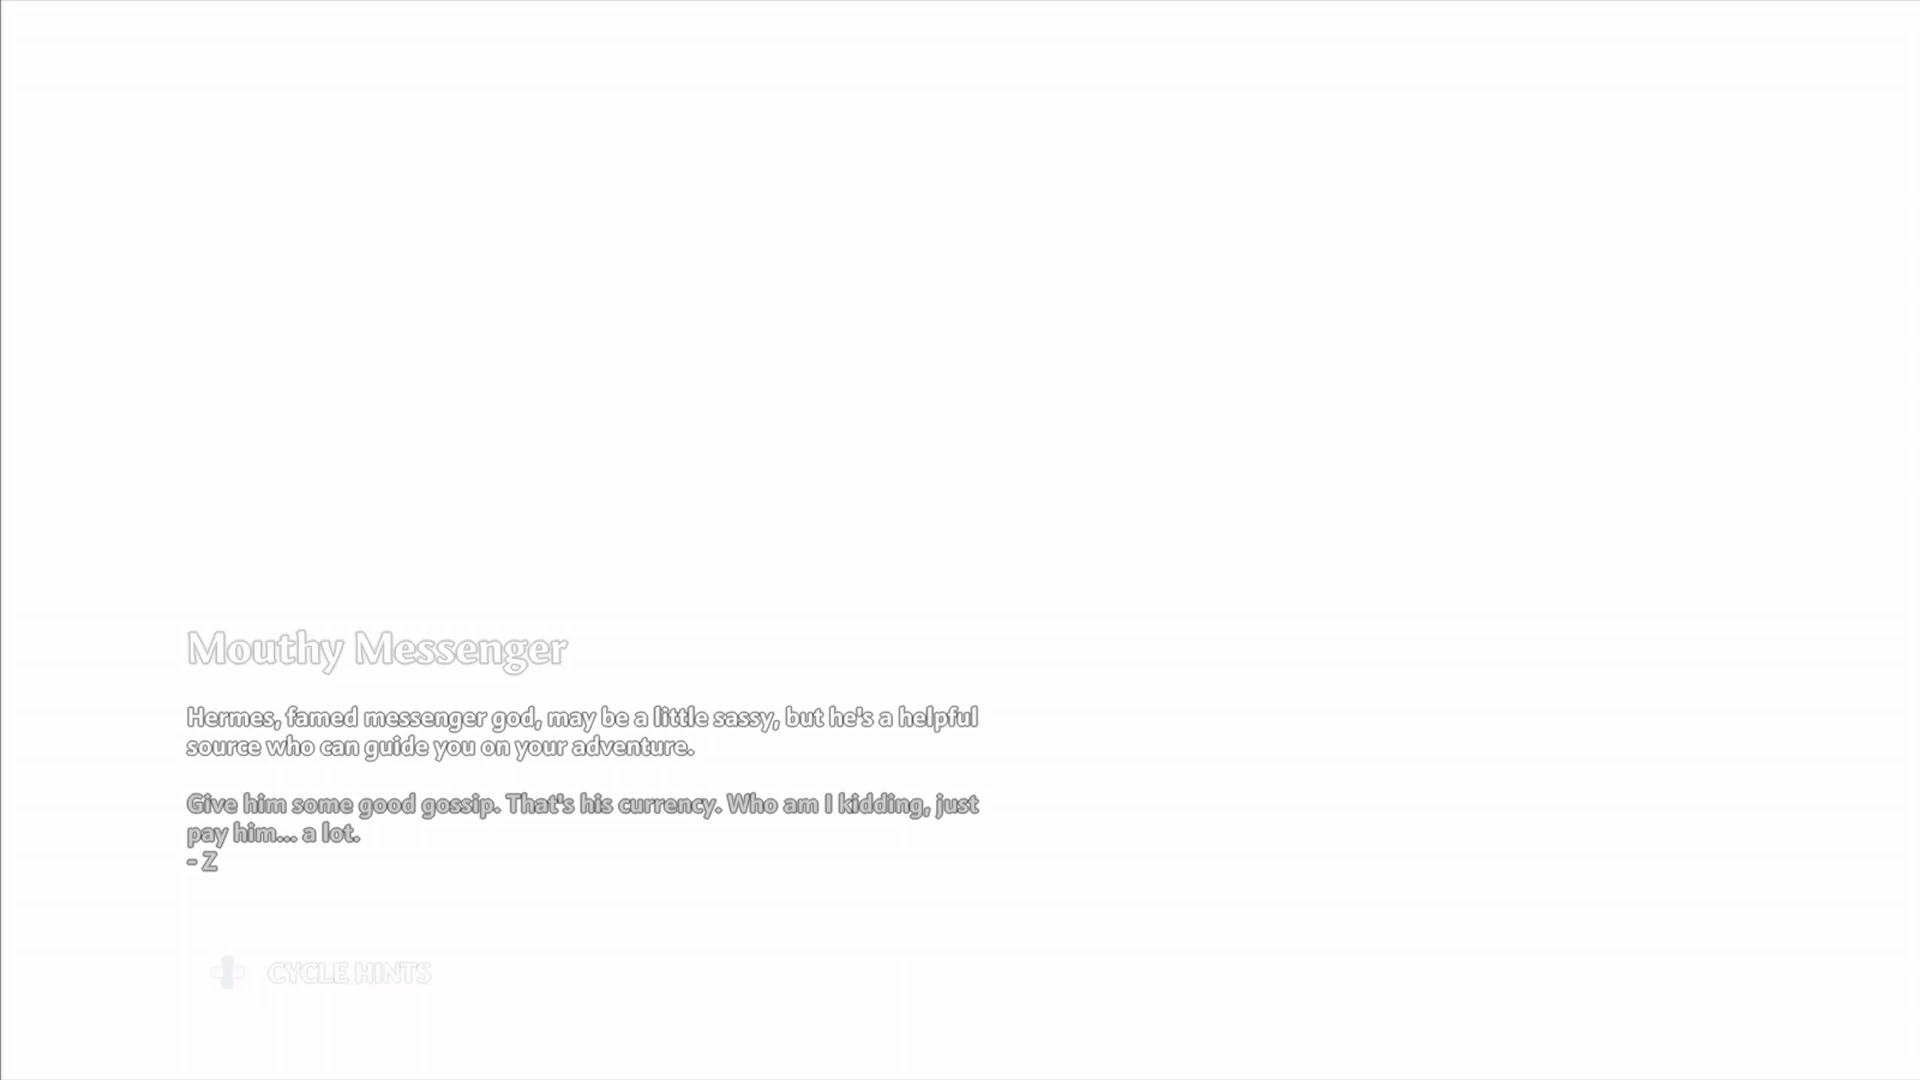 Mouthy Messenger
Hermes, famed messenger god, may be a little sassy, but he's a helpful
source who can guide you on your adventure.
Give him some good gossip. That's his currency. Who am I kidding, just
pay him... a lot.
- Z
CYCLE HINTS